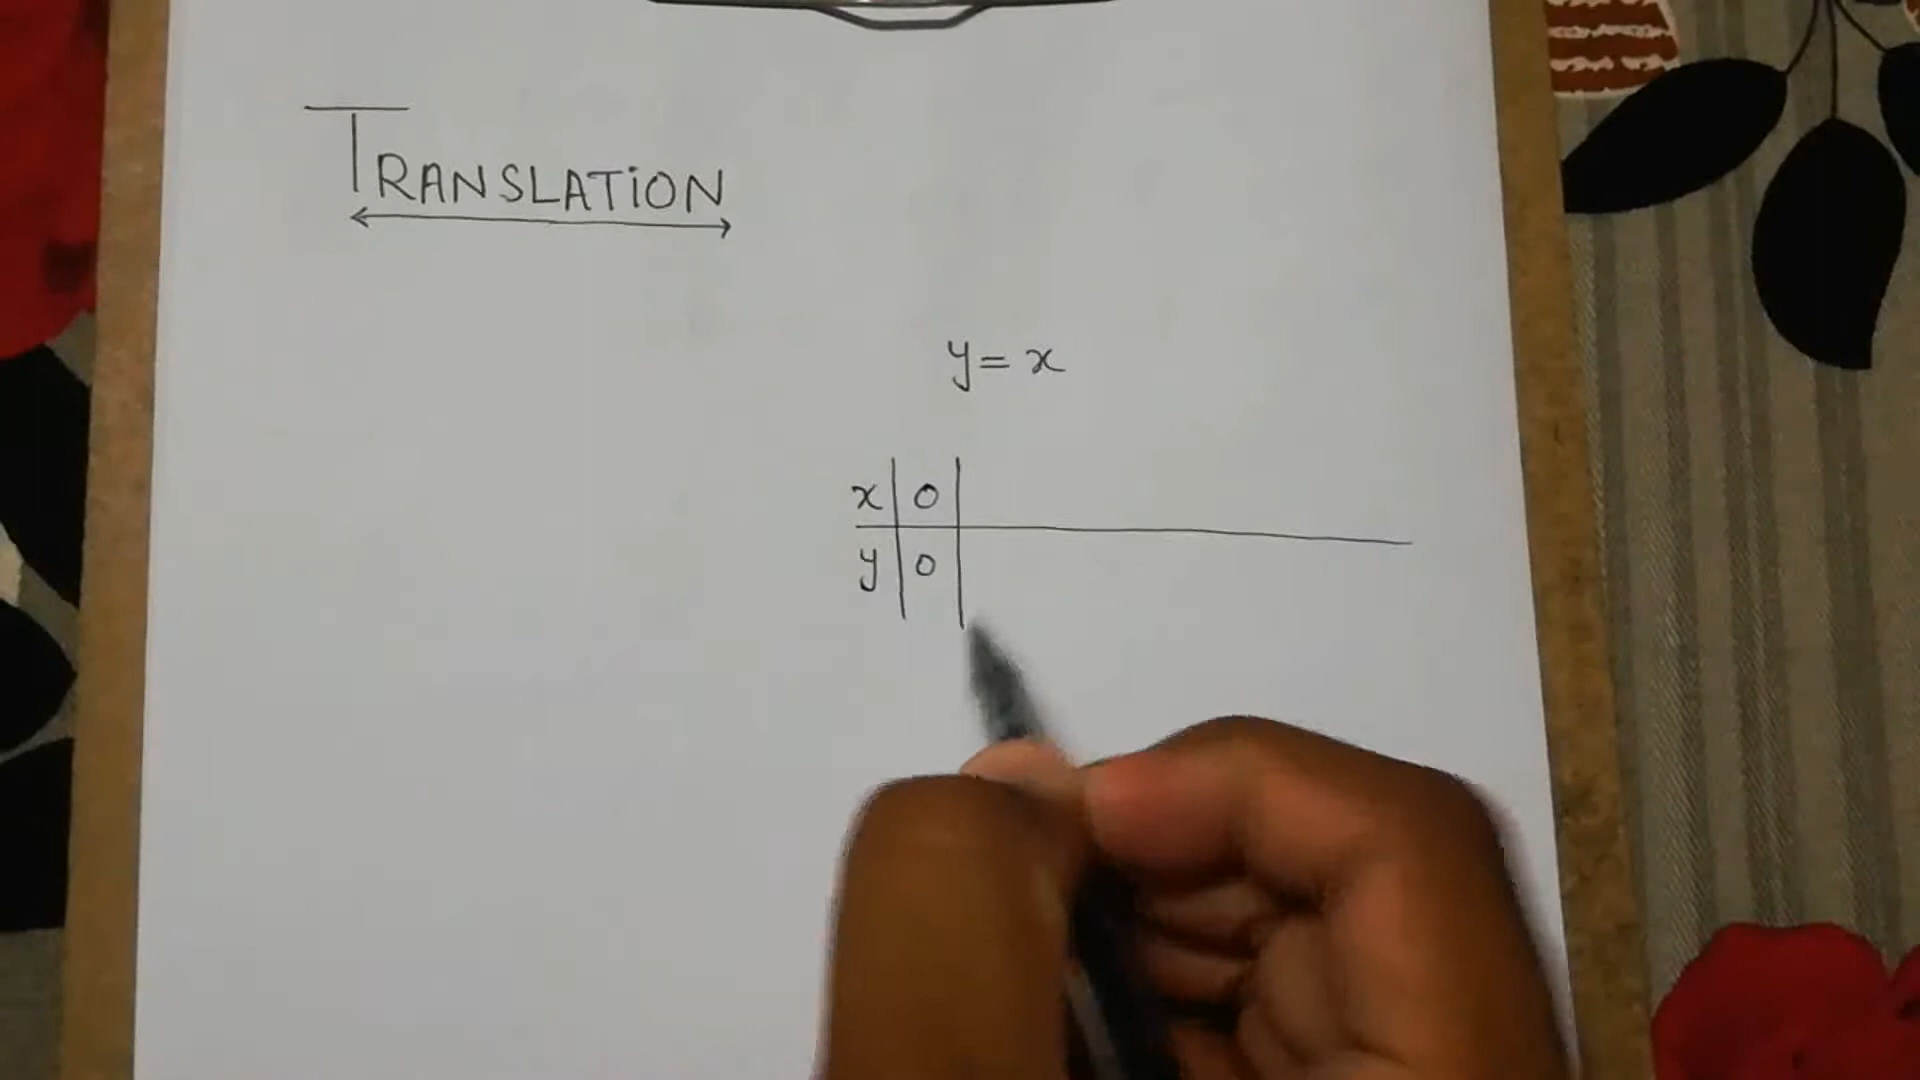 TRANSLATiON
y = x
x 0
y 0